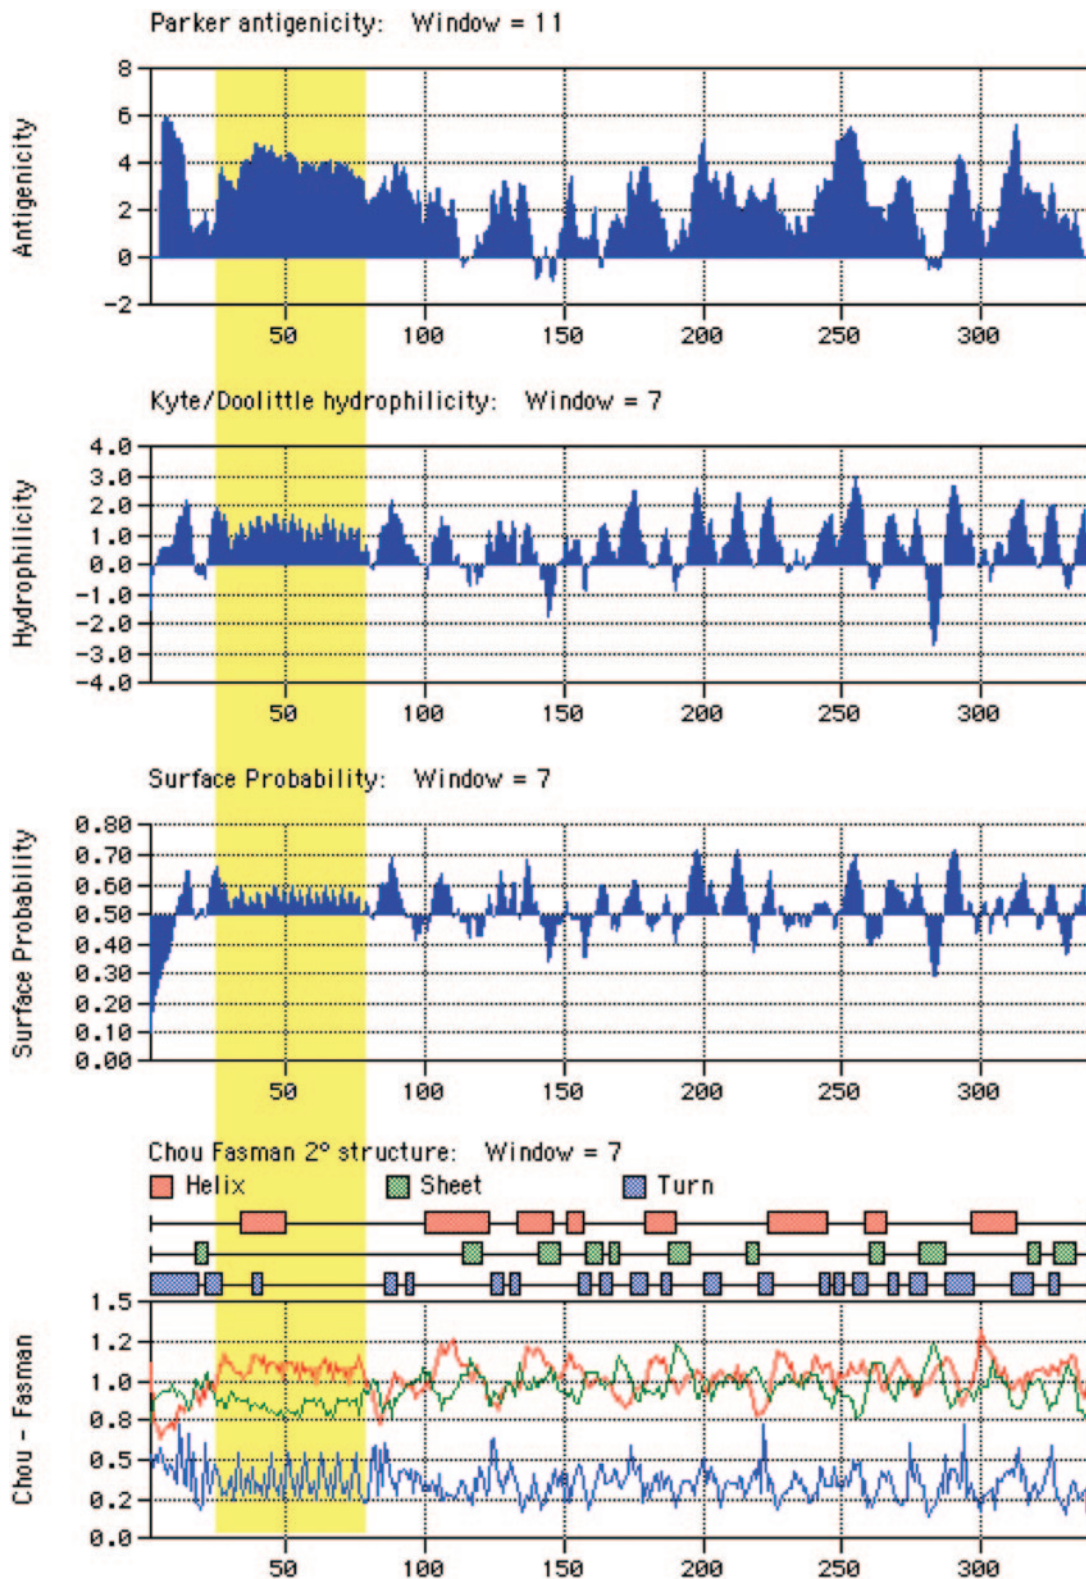 Parker antigenicity: Window = 11
Antigenicity
8
6
4
2
0
-2
50 100 150 200 250 300
Kyte/Doolittle hydrophilicity: Window = 7
Hydrophilicity
4.0
3.0
2.0
1.0
0.0
-1.0
-2.0
-3.0
-4.0
50 100 150 200 250 300
Surface Probability: Window = 7
Surface Probability
0.80
0.70
0.60
0.50
0.40
0.30
0.20
0.10
0.00
50 100 150 200 250 300
Chou Fasman 2° structure: Window = 7
Helix Sheet Turn
Chou - Fasman
1.5
1.2
1.0
0.8
0.5
0.2
0.0
50 100 150 200 250 300